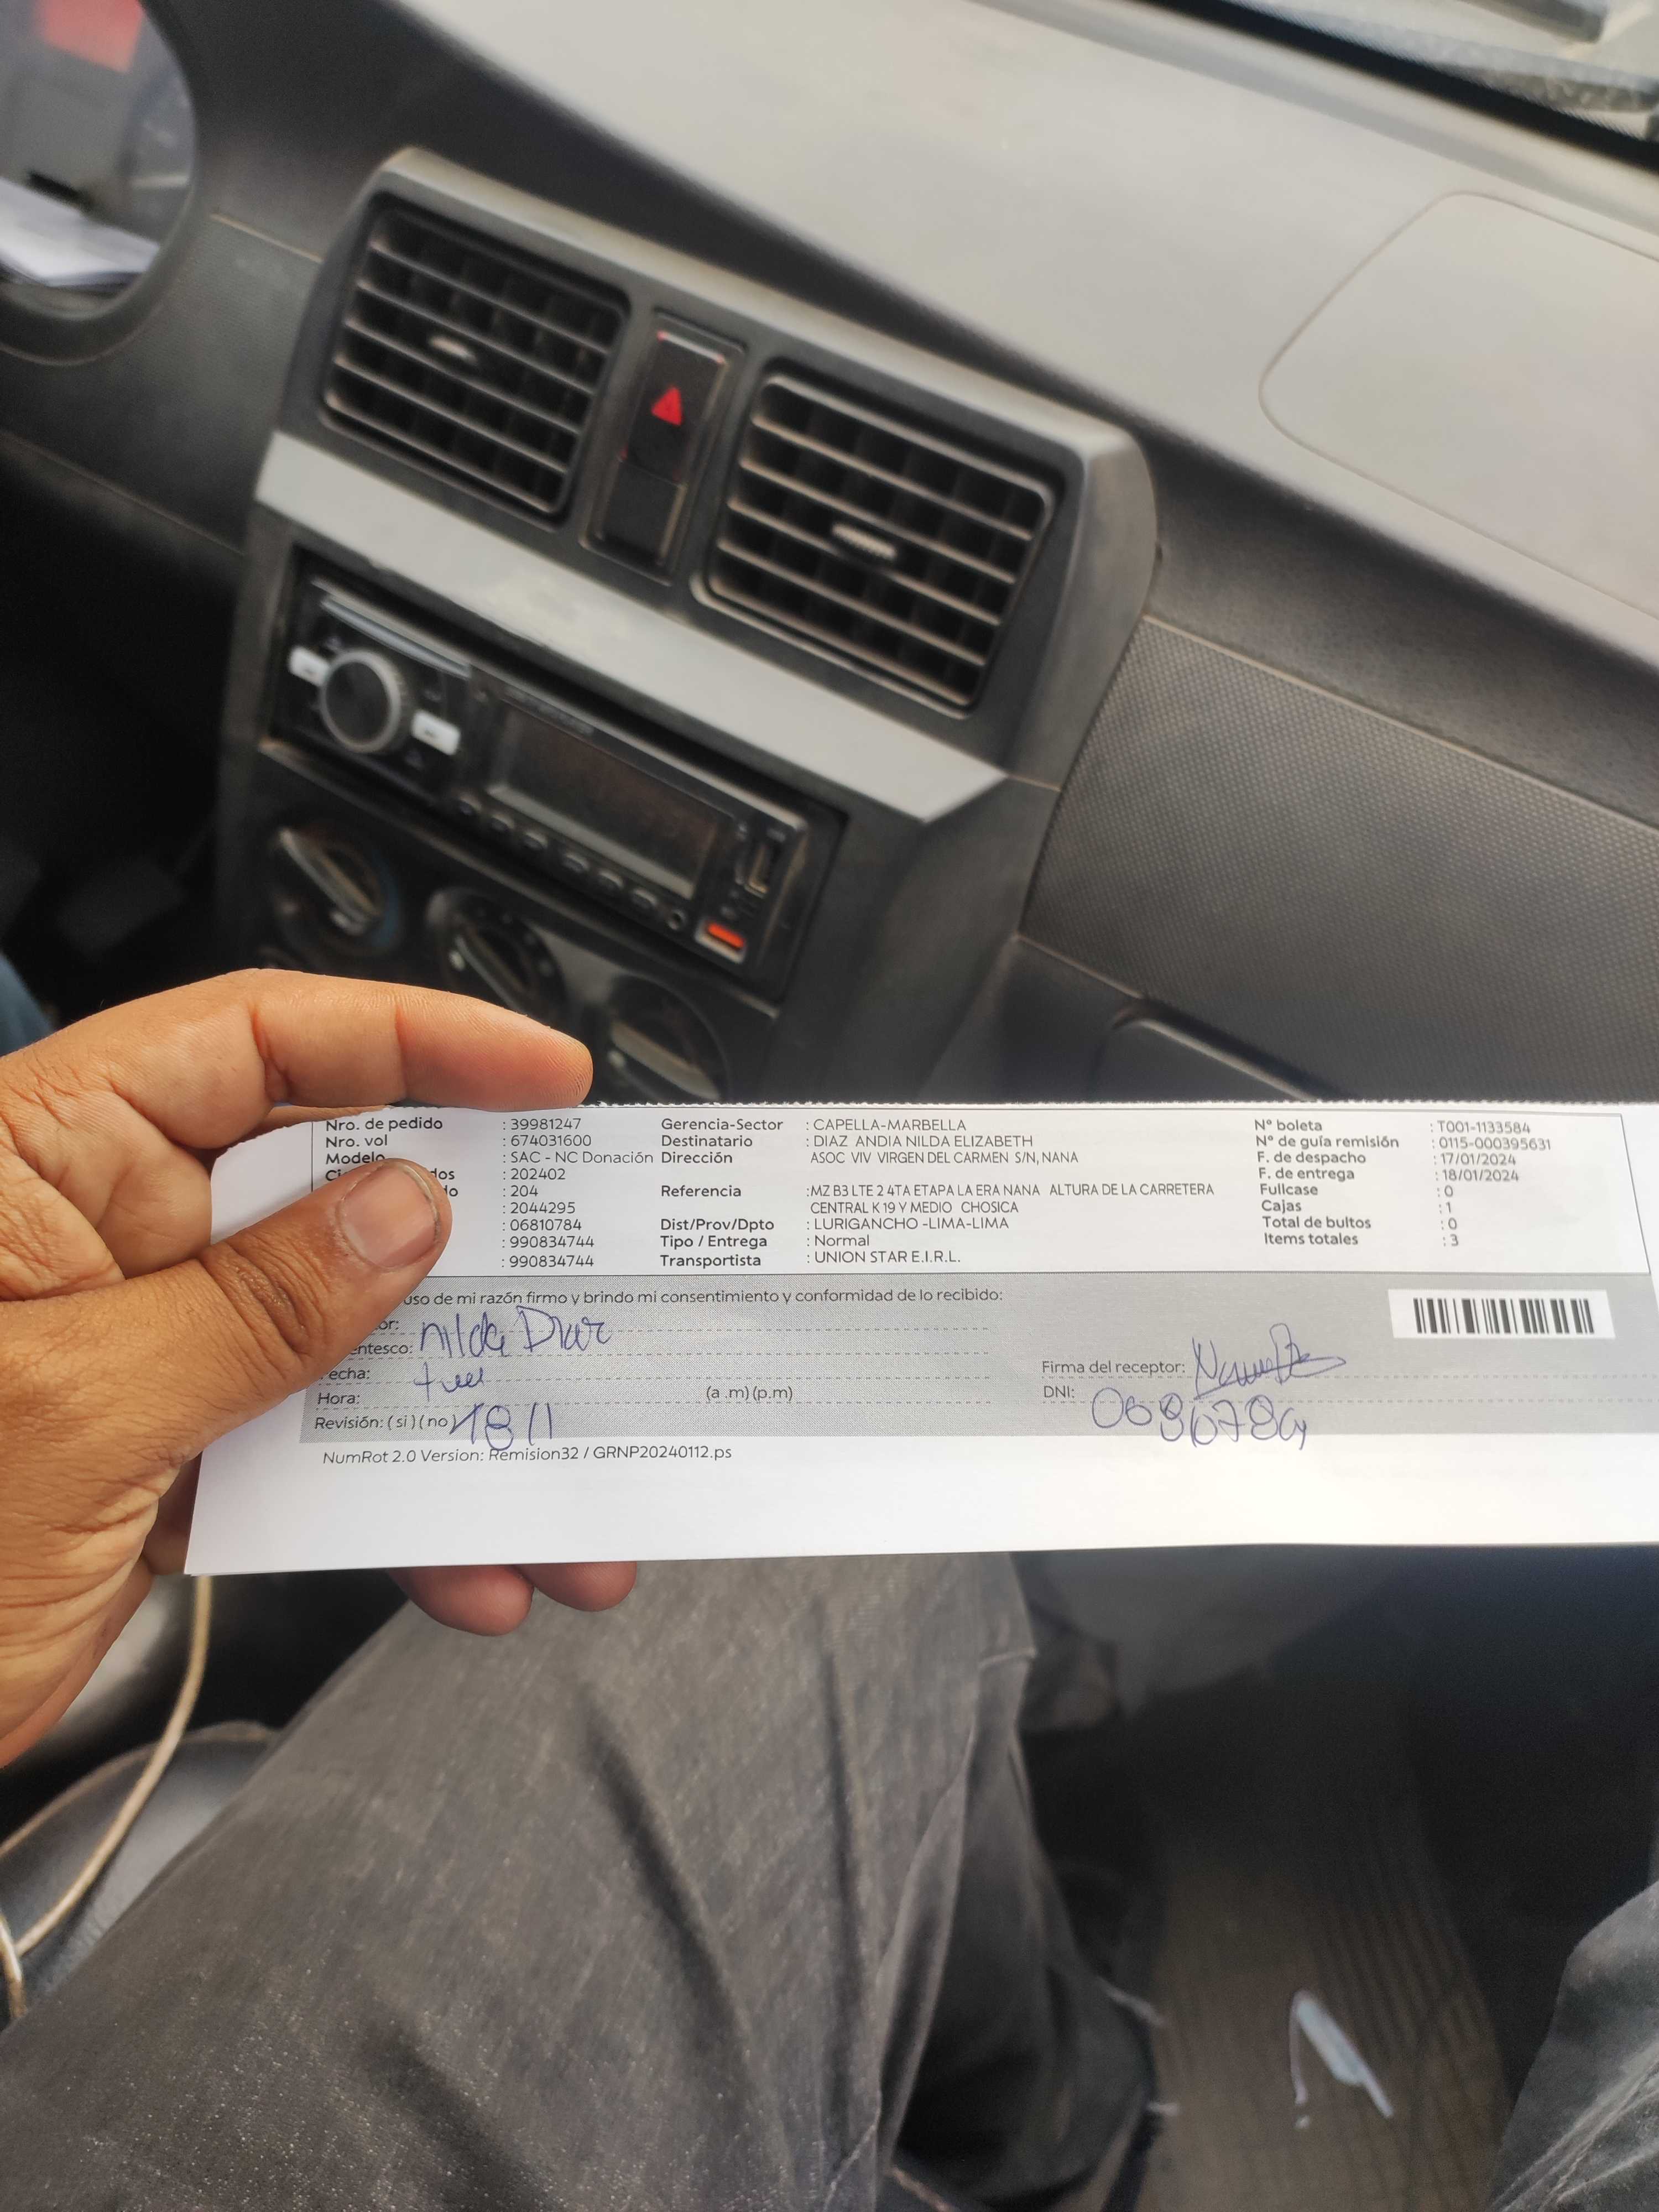 Nro. de pedido : 39981247 Gerencia-Sector : CAPELLA-MARBELLA N° boleta : T001-1133584
Nro. vol : 674031600 Destinatario : DIAZ ANDIA NILDA ELIZABETH N° de guía remisión : 0115-000395631
Modelo : SAC - NC Donación Dirección ASOC VIV VIRGEN DEL CARMEN S/N, NANA F. de despacho : 17/01/2024
dos : 202402 F. de entrega : 18/01/2024
: 204 Referencia :MZ B3 LTE 2 4TA ETAPA LA ERA NANA ALTURA DE LA CARRETERA Fullcase : 0
: 2044295 CENTRAL K 19 Y MEDIO CHOSICA Cajas : 1
: 06810784 Dist/Prov/Dpto : LURIGANCHO -LIMA-LIMA Total de bultos : 0
: 990834744 Tipo / Entrega : Normal Items totales : 3
: 990834744 Transportista : UNION STAR E.I.R.L.
uso de mi razón firmo y brindo mi consentimiento y conformidad de lo recibido:
or: nilda Diaz
entesco:
Fecha: Firma del receptor:
Hora: (a .m) (p.m) DNI:
Revisión: ( si ) ( no ) 18/1
NumRot 2.0 Version: Remision32 / GRNP20240112.ps